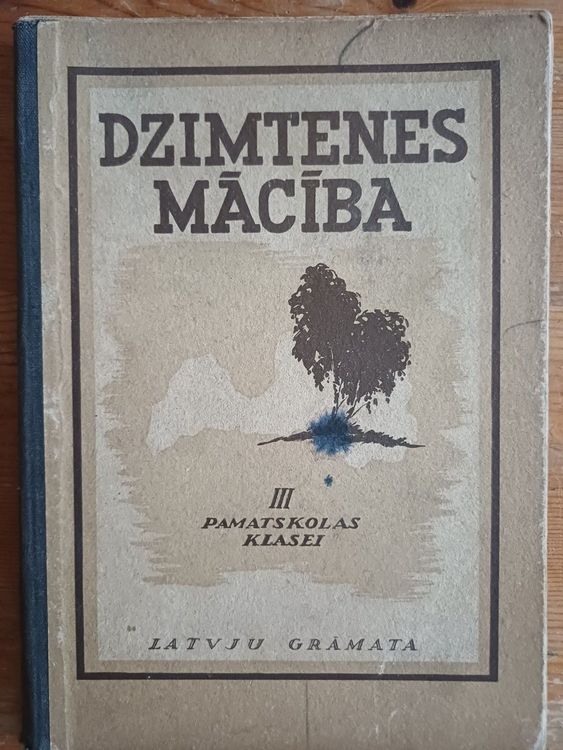 DZIMTENES
MĀCĪBA
III
PAMATSKOLAS
KLASEI
LATVJU GRĀMATA